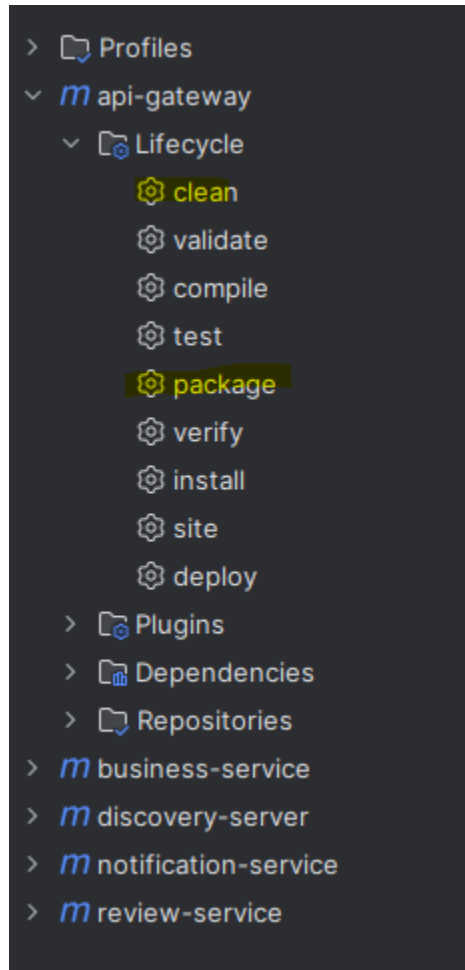 Profiles
m api-gateway
Lifecycle
clean
validate
compile
test
package
verify
install
site
deploy
Plugins
Dependencies
Repositories
m business-service
m discovery-server
m notification-service
m review-service